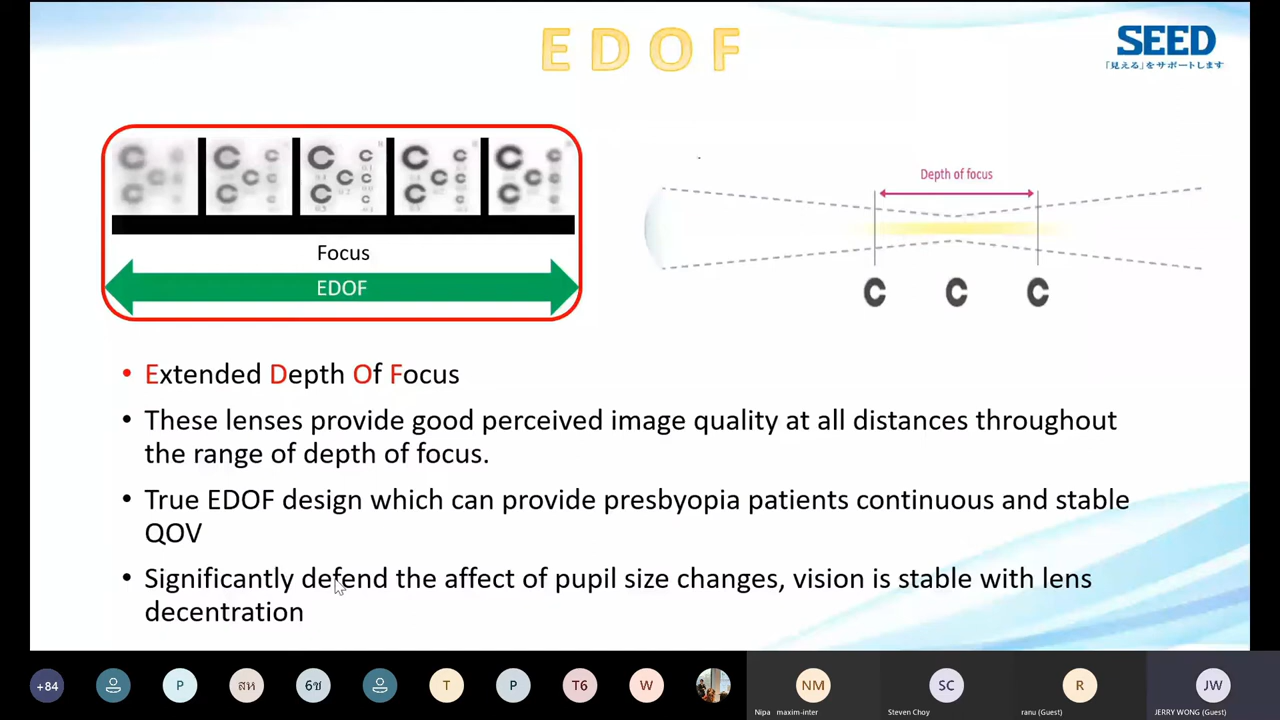 EDOF
SEED
「見える」をサポートします
C C C C C
Depth of focus
Focus
EDOF
C C C
• Extended Depth Of Focus
• These lenses provide good perceived image quality at all distances throughout
the range of depth of focus.
• True EDOF design which can provide presbyopia patients continuous and stable
QOV
• Significantly defend the affect of pupil size changes, vision is stable with lens
decentration
+84 P สห 6ช T P T6 W NM SC R JW
Nipa maxim-inter Steven Choy ranu (Guest) JERRY WONG (Guest)